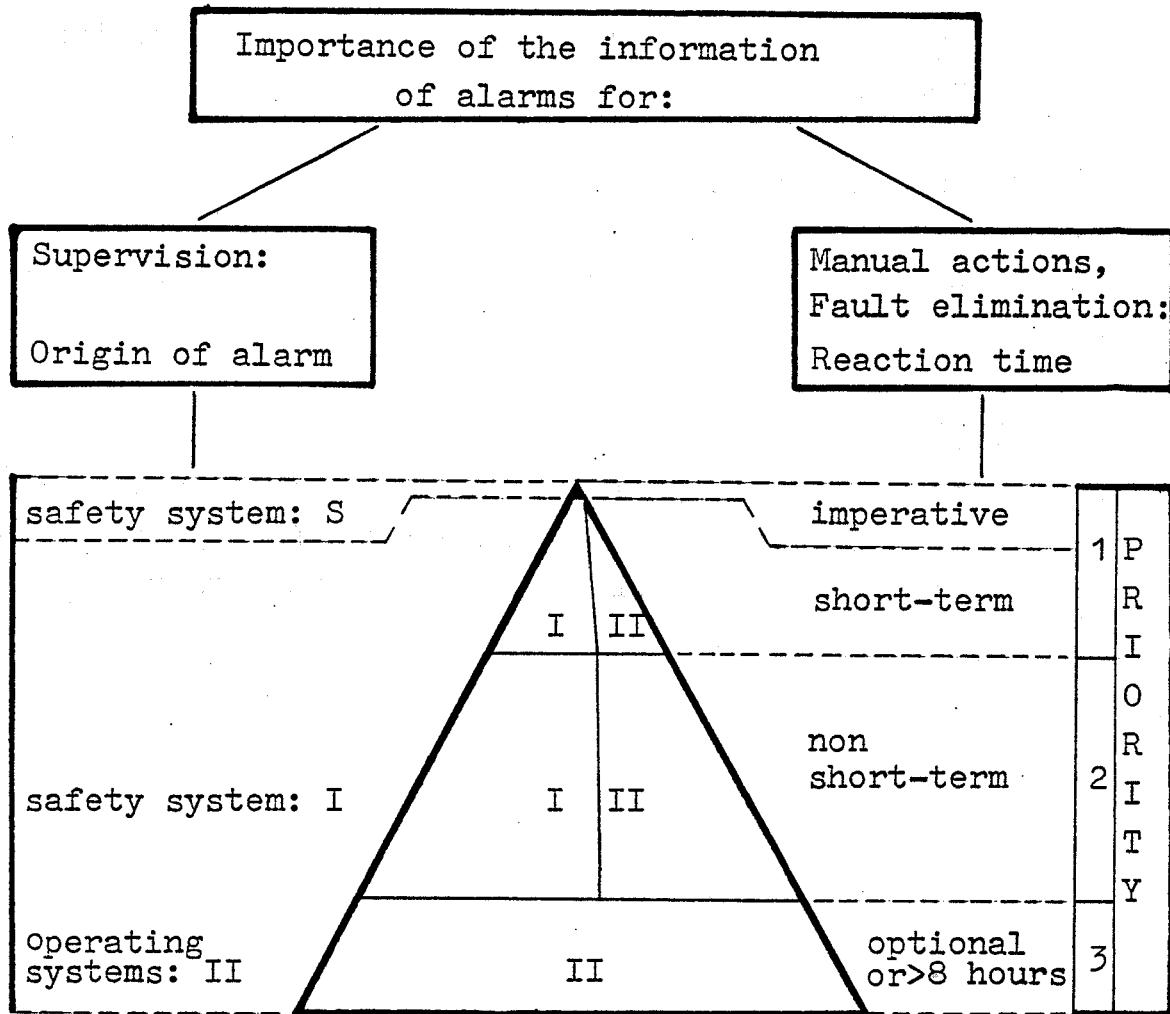 Importance of the information
of alarms for:
Supervision:
Origin of alarm
Manual actions,
Fault elimination:
Reaction time
safety system: S
imperative
short-term
I II
1
safety system: I
I II
non
short-term
2
operating
systems: II
II
optional
or>8 hours
3
P
R
I
O
R
I
T
Y